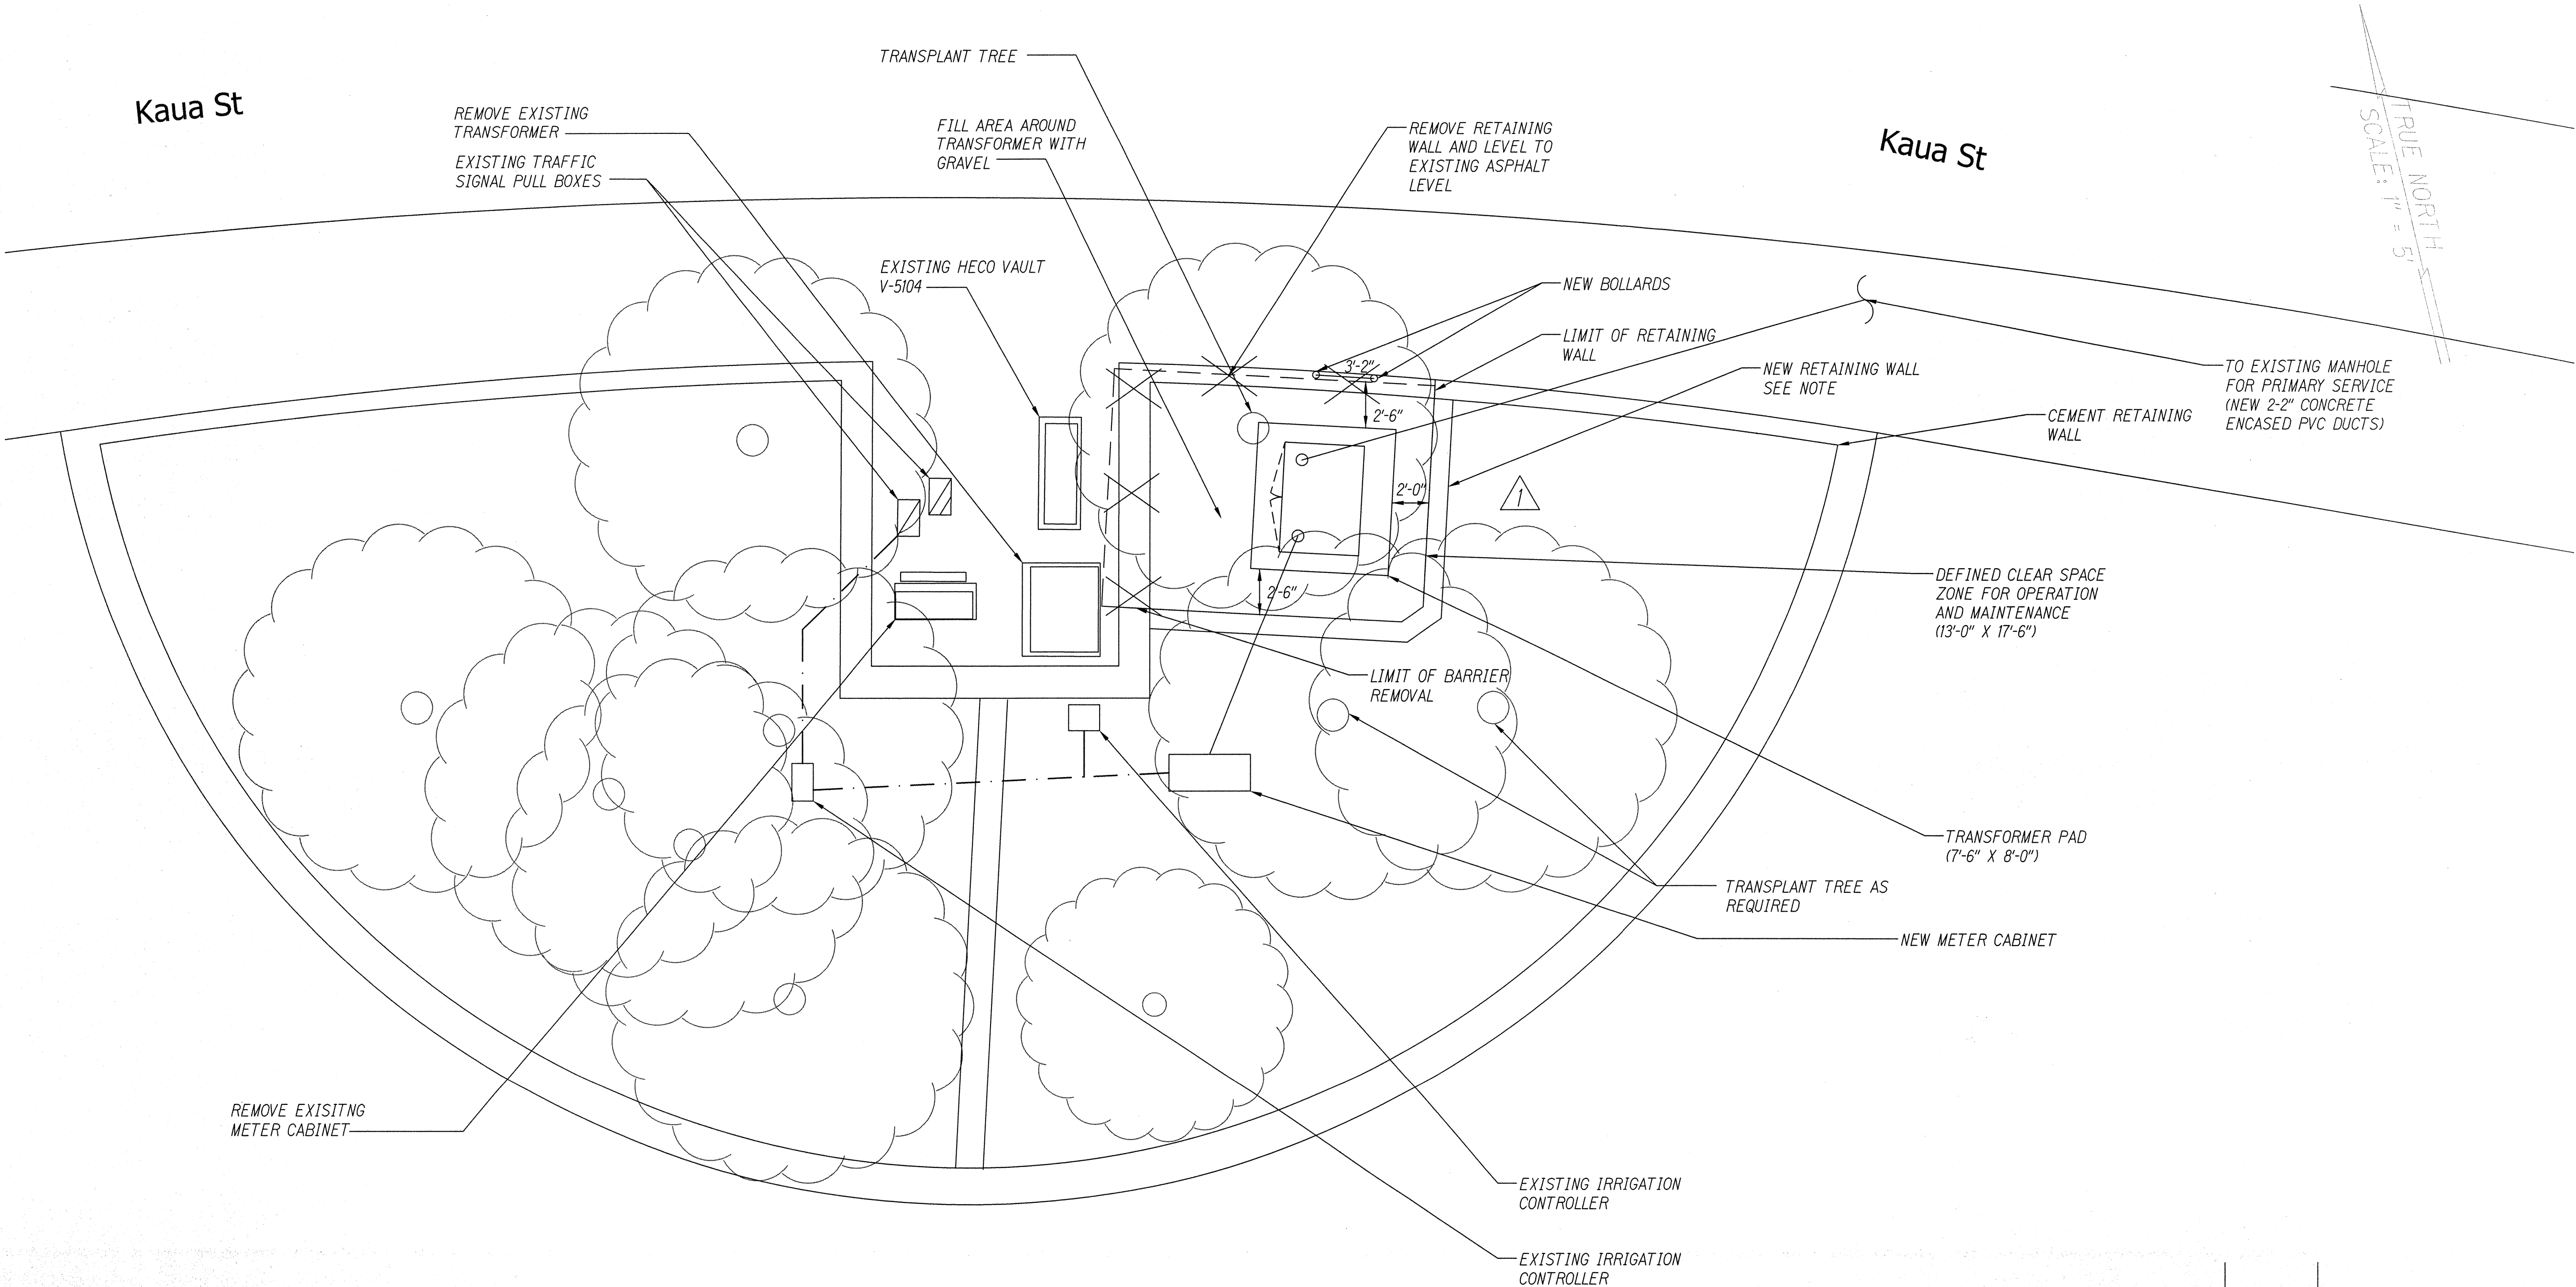 Kaua St
REMOVE EXISTING
TRANSFORMER
EXISTING TRAFFIC
SIGNAL PULL BOXES
TRANSPLANT TREE
FILL AREA AROUND
TRANSFORMER WITH
GRAVEL
EXISTING HECO VAULT
V-5104
REMOVE RETAINING
WALL AND LEVEL TO
EXISTING ASPHALT
LEVEL
Kaua St
TRUE NORTH
SCALE: 1" = 5'
NEW BOLLARDS
LIMIT OF RETAINING
WALL
NEW RETAINING WALL
SEE NOTE
TO EXISTING MANHOLE
FOR PRIMARY SERVICE
(NEW 2-2" CONCRETE
ENCASED PVC DUCTS)
CEMENT RETAINING
WALL
3'-2"
2'-6"
2'-0"
1
2'-6"
DEFINED CLEAR SPACE
ZONE FOR OPERATION
AND MAINTENANCE
(13'-0" X 17'-6")
LIMIT OF BARRIER
REMOVAL
TRANSFORMER PAD
(7'-6" X 8'-0")
TRANSPLANT TREE AS
REQUIRED
NEW METER CABINET
REMOVE EXISITNG
METER CABINET
EXISTING IRRIGATION
CONTROLLER
EXISTING IRRIGATION
CONTROLLER